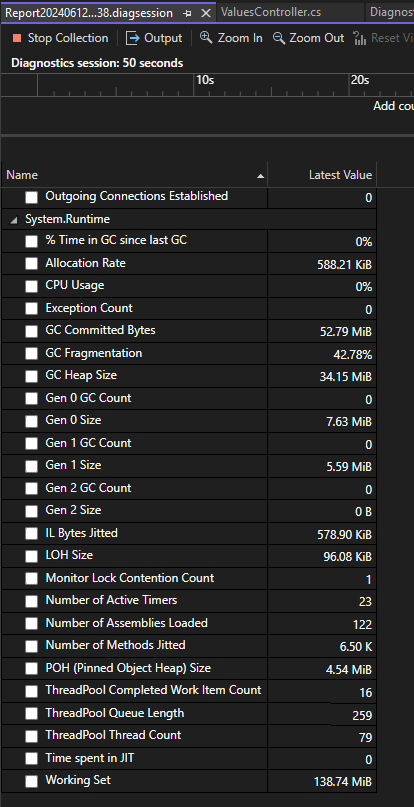 Report20240612...38.diagsession ValuesController.cs Diagnost
Stop Collection Output Zoom In Zoom Out Reset Vi
Diagnostics session: 50 seconds
10s 20s
Add cou
Name Latest Value
Outgoing Connections Established 0
System.Runtime
% Time in GC since last GC 0%
Allocation Rate 588.21 KiB
CPU Usage 0%
Exception Count 0
GC Committed Bytes 52.79 MiB
GC Fragmentation 42.78%
GC Heap Size 34.15 MiB
Gen 0 GC Count 0
Gen 0 Size 7.63 MiB
Gen 1 GC Count 0
Gen 1 Size 5.59 MiB
Gen 2 GC Count 0
Gen 2 Size 0 B
IL Bytes Jitted 578.90 KiB
LOH Size 96.08 KiB
Monitor Lock Contention Count 1
Number of Active Timers 23
Number of Assemblies Loaded 122
Number of Methods Jitted 6.50 K
POH (Pinned Object Heap) Size 4.54 MiB
ThreadPool Completed Work Item Count 16
ThreadPool Queue Length 259
ThreadPool Thread Count 79
Time spent in JIT 0
Working Set 138.74 MiB